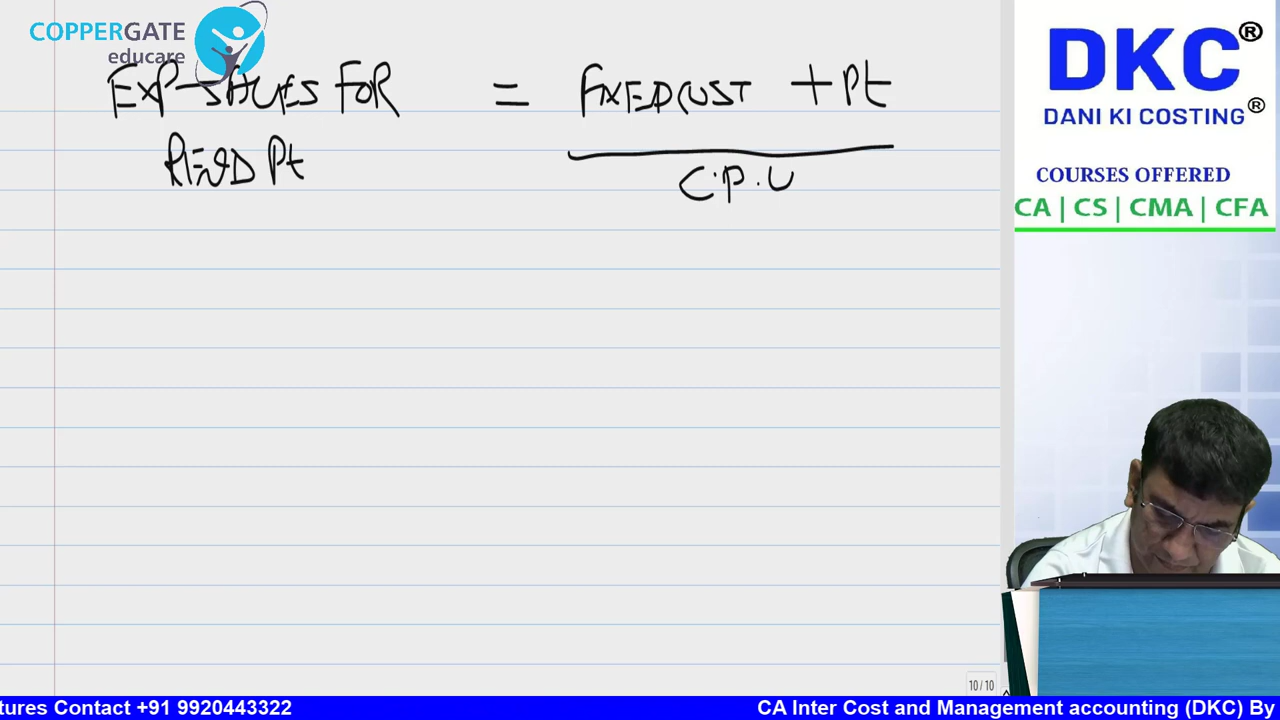 COPPERGATE
educare
EXP SALES FOR = FIXED COST + Pt
REQD Pt C.P.U
DKC®
DANI KI COSTING®
COURSES OFFERED
CA | CS | CMA | CFA
10 / 10
tures Contact +91 9920443322 CA Inter Cost and Management accounting (DKC) By